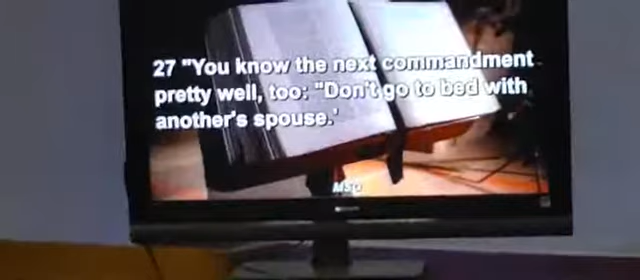 27 "You know the next commandment
pretty well, too: "Don't go to bed with
another's spouse.'
MSG